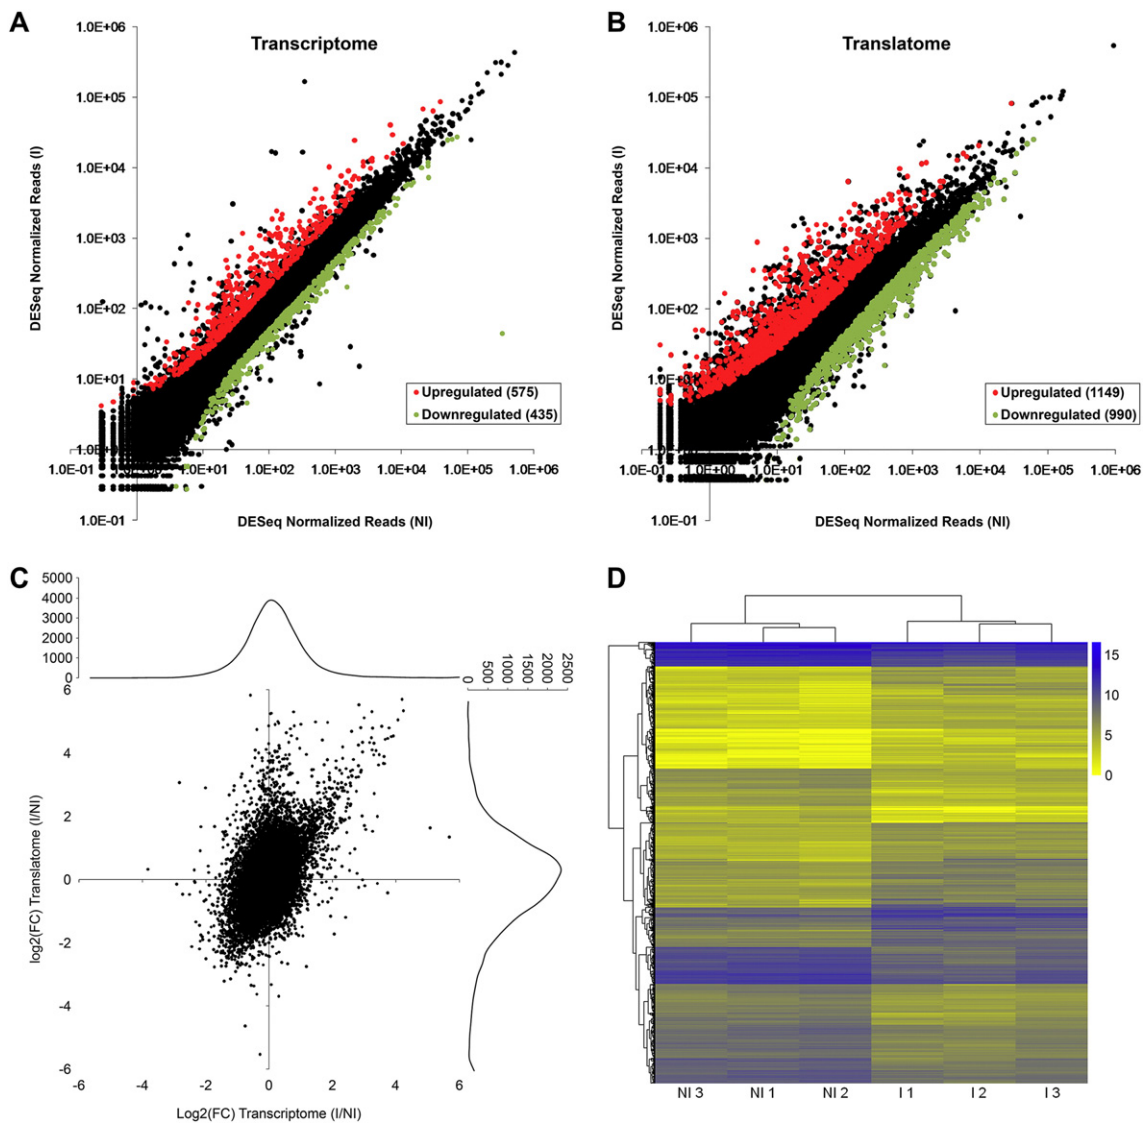 A
Transcriptome
1.0E+06
1.0E+05
1.0E+04
1.0E+03
1.0E+02
1.0E+01
1.0E-01
DESeq Normalized Reads (I)
Upregulated (575)
Downregulated (435)
1.0E-01 1.0E+01 1.0E+02 1.0E+03 1.0E+04 1.0E+05 1.0E+06
DESeq Normalized Reads (NI)
B
Translatome
1.0E+06
1.0E+05
1.0E+04
1.0E+03
1.0E+02
1.0E+01
1.0E-01
DESeq Normalized Reads (I)
Upregulated (1149)
Downregulated (990)
1.0E-01 1.0E+00 1.0E+01 1.0E+02 1.0E+03 1.0E+04 1.0E+05 1.0E+06
DESeq Normalized Reads (NI)
C
5000
4000
3000
2000
1000
0
0 500 1000 1500 2000 2500
6
4
2
0
-2
-4
-6
log2(FC) Translatome (I/NI)
-6 -4 -2 0 2 4 6
Log2(FC) Transcriptome (I/NI)
D
15
10
5
0
NI 3 NI 1 NI 2 I 1 I 2 I 3